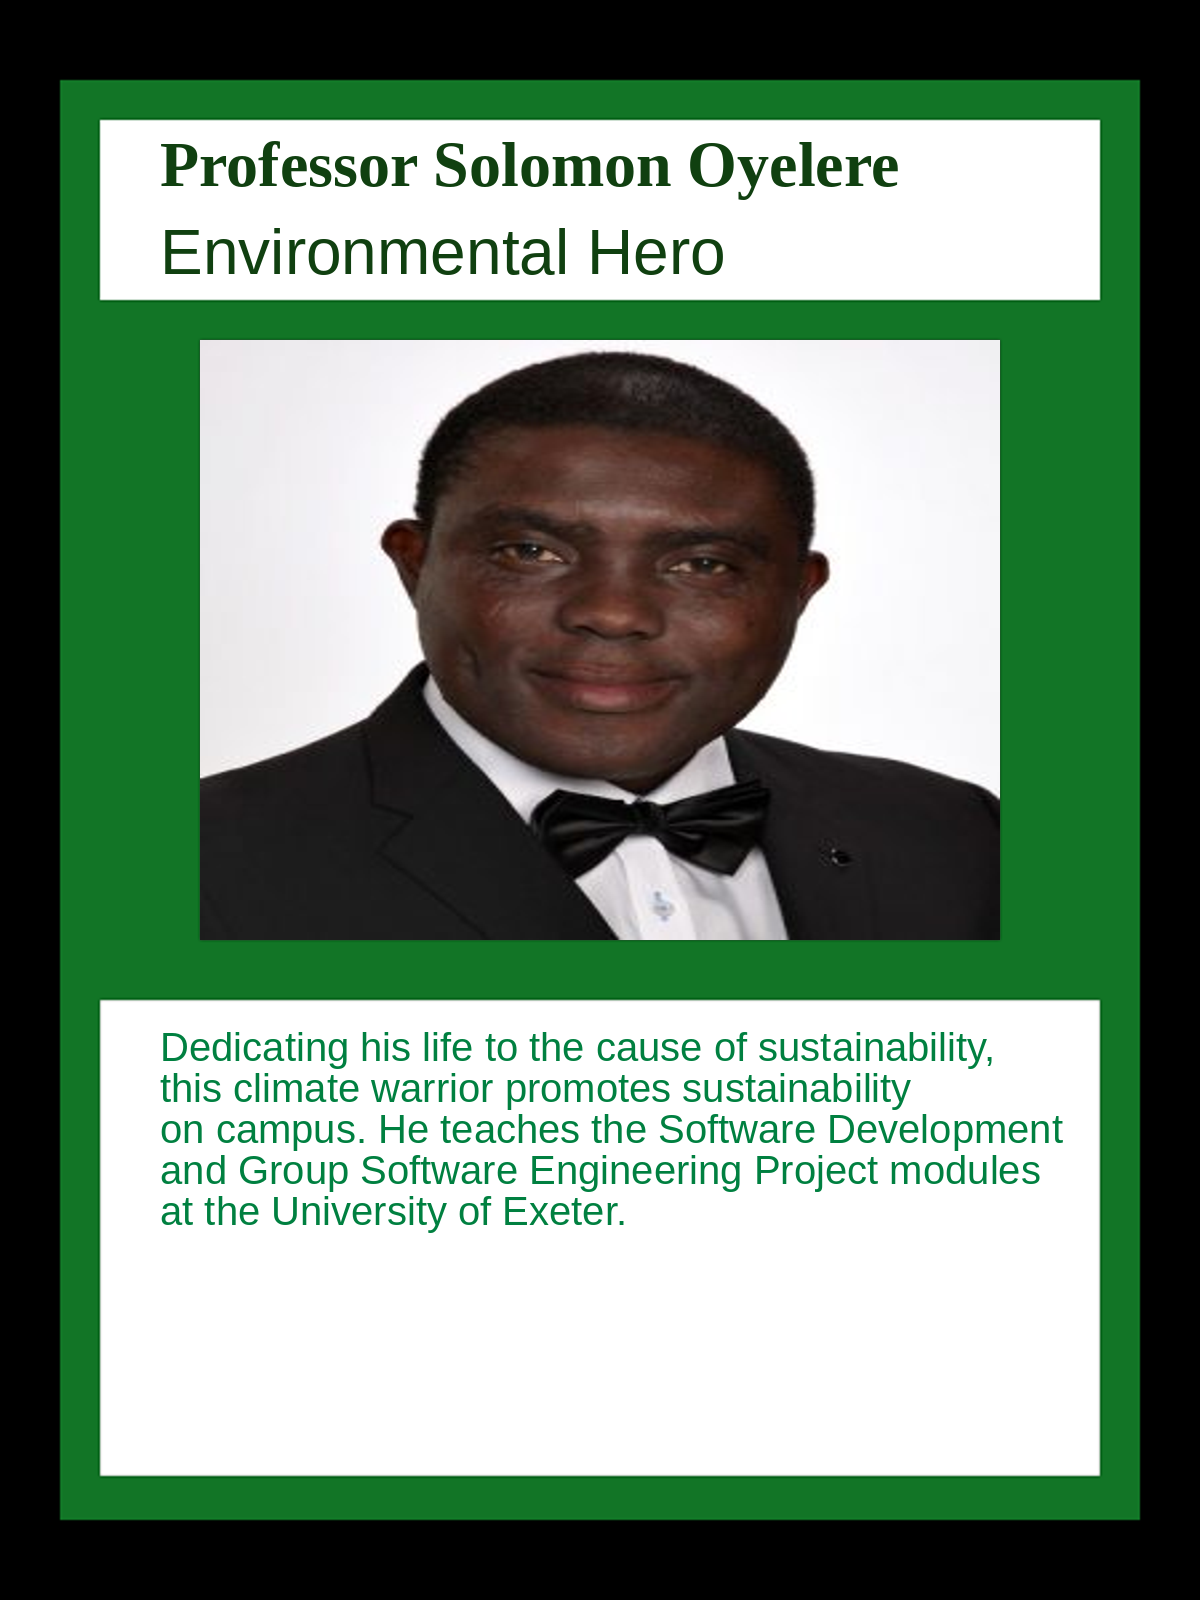 Professor Solomon Oyelere
Environmental Hero
Dedicating his life to the cause of sustainability,
this climate warrior promotes sustainability
on campus. He teaches the Software Development
and Group Software Engineering Project modules
at the University of Exeter.